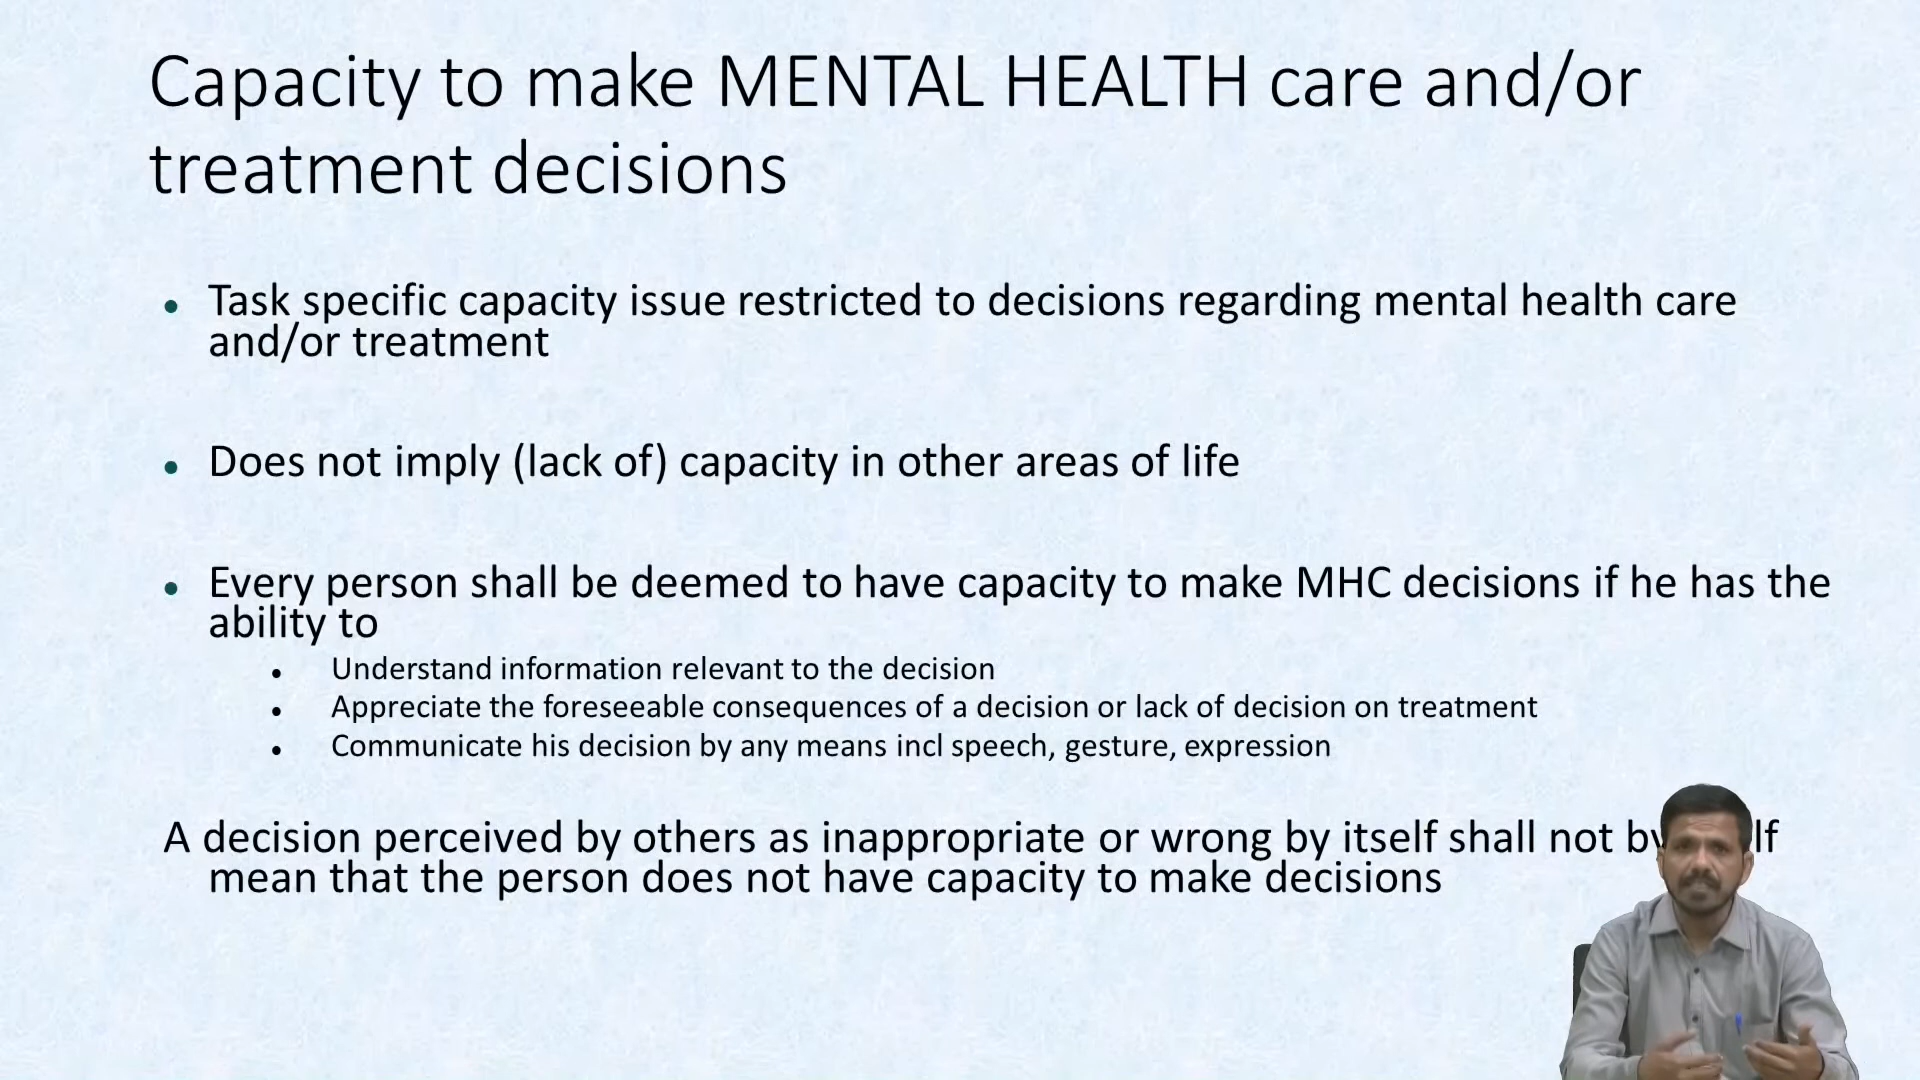 Capacity to make MENTAL HEALTH care and/or
treatment decisions
• Task specific capacity issue restricted to decisions regarding mental health care
and/or treatment
• Does not imply (lack of) capacity in other areas of life
• Every person shall be deemed to have capacity to make MHC decisions if he has the
ability to
• Understand information relevant to the decision
• Appreciate the foreseeable consequences of a decision or lack of decision on treatment
• Communicate his decision by any means incl speech, gesture, expression
A decision perceived by others as inappropriate or wrong by itself shall not
mean that the person does not have capacity to make decisions